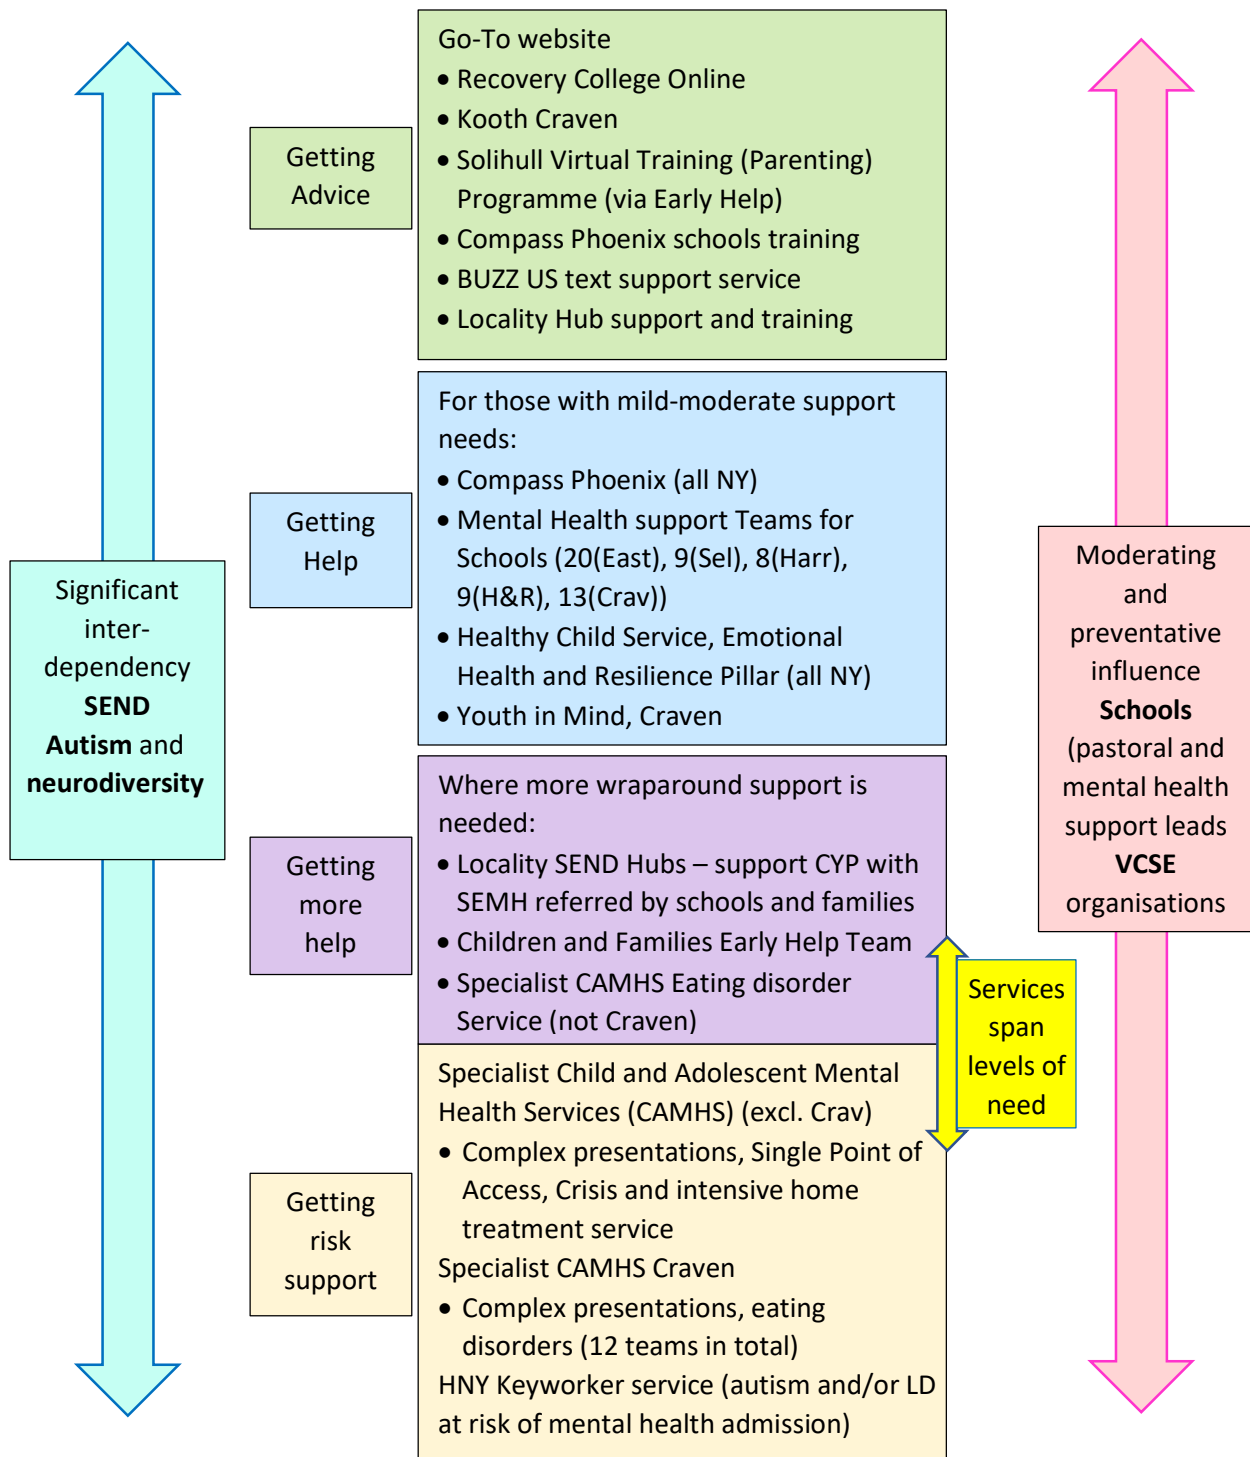 Go-To website
• Recovery College Online
• Kooth Craven
• Solihull Virtual Training (Parenting)
Programme (via Early Help)
• Compass Phoenix schools training
• BUZZ US text support service
• Locality Hub support and training
Getting
Advice
For those with mild-moderate support
needs:
• Compass Phoenix (all NY)
• Mental Health support Teams for
Schools (20(East), 9(Sel), 8(Harr),
9(H&R), 13(Crav))
• Healthy Child Service, Emotional
Health and Resilience Pillar (all NY)
• Youth in Mind, Craven
Getting
Help
Significant
inter-
dependency
SEND
Autism and
neurodiversity
Moderating
and
preventative
influence
Schools
(pastoral and
mental health
support leads
VCSE
organisations
Where more wraparound support is
needed:
• Locality SEND Hubs – support CYP with
SEMH referred by schools and families
• Children and Families Early Help Team
• Specialist CAMHS Eating disorder
Service (not Craven)
Getting
more
help
Services
span
levels of
need
Specialist Child and Adolescent Mental
Health Services (CAMHS) (excl. Crav)
• Complex presentations, Single Point of
Access, Crisis and intensive home
treatment service
Specialist CAMHS Craven
• Complex presentations, eating
disorders (12 teams in total)
HNY Keyworker service (autism and/or LD
at risk of mental health admission)
Getting
risk
support